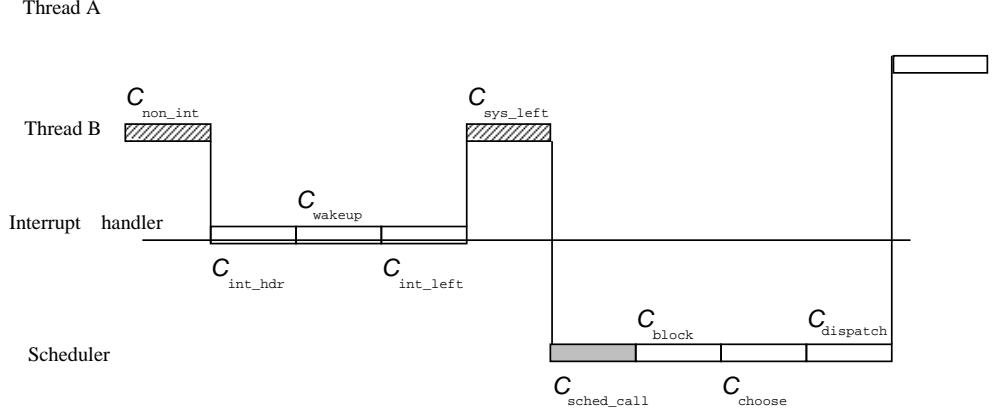 Thread A
C non_int
C sys_left
Thread B
C wakeup
Interrupt handler
C int_hdr
C int_left
C block
C dispatch
Scheduler
C sched_call
C choose